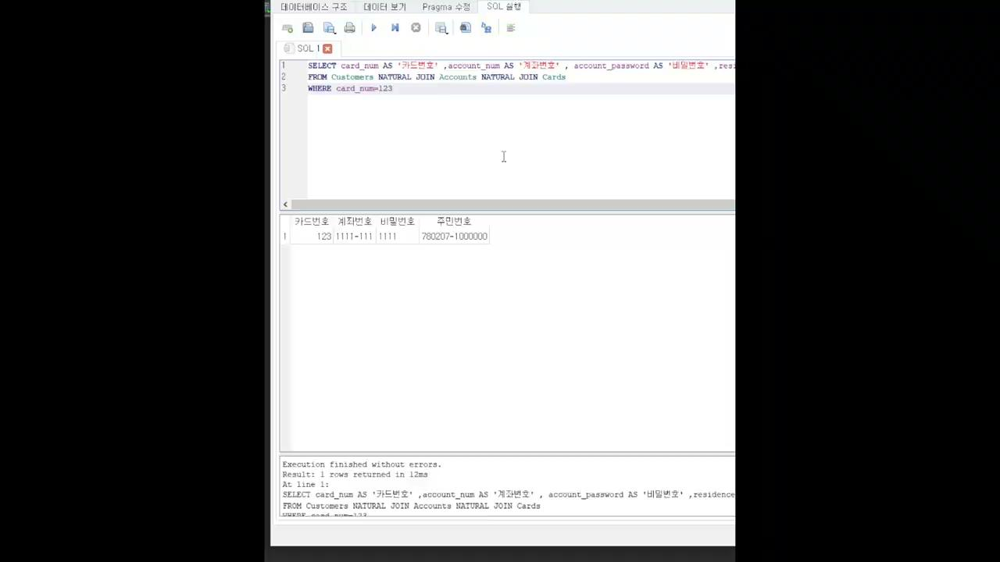 데이터베이스 구조 데이터 보기 Pragma 수정 SQL 실행
SQL 1
1 SELECT card_num AS '카드번호' ,account_num AS '계좌번호' , account_password AS '비밀번호' ,resi
2 FROM Customers NATURAL JOIN Accounts NATURAL JOIN Cards
3 WHERE card_num=123
카드번호 계좌번호 비밀번호 주민번호
1 123 1111-111 1111 780207-1000000
Execution finished without errors.
Result: 1 rows returned in 12ms
At line 1:
SELECT card_num AS '카드번호' ,account_num AS '계좌번호' , account_password AS '비밀번호' ,residence
FROM Customers NATURAL JOIN Accounts NATURAL JOIN Cards
WHERE card_num=123